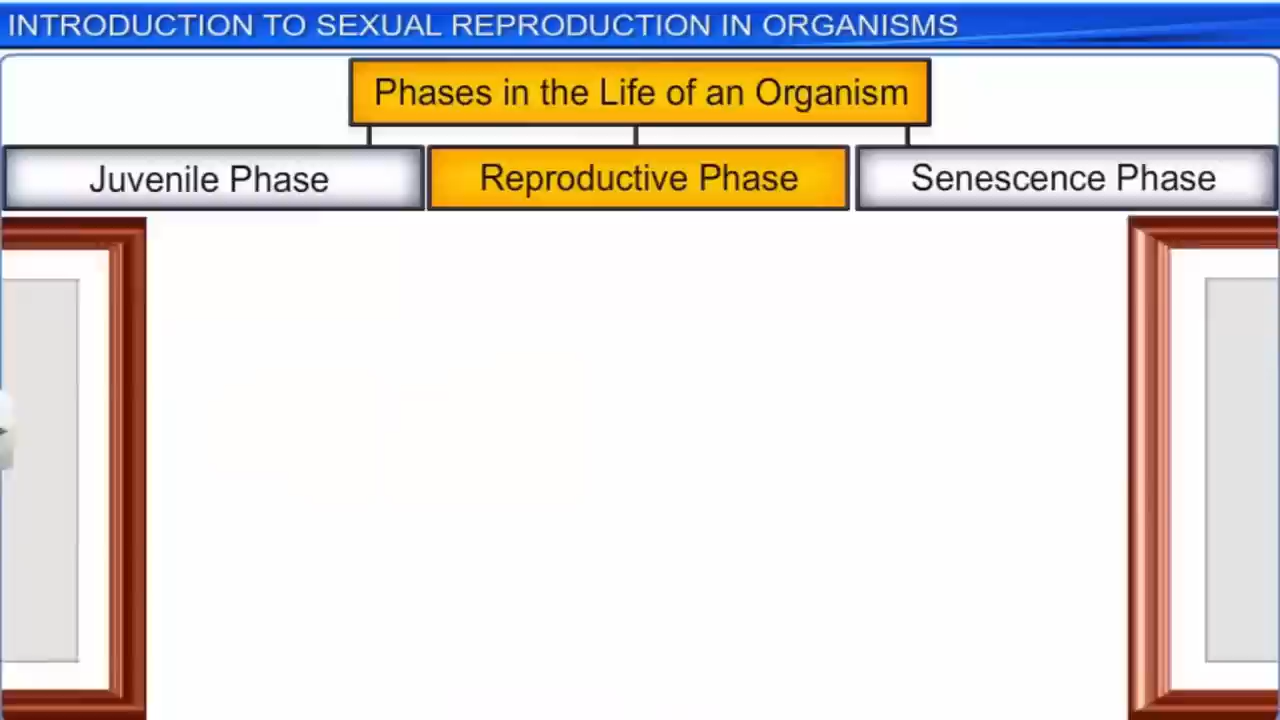 INTRODUCTION TO SEXUAL REPRODUCTION IN ORGANISMS
Phases in the Life of an Organism
Juvenile Phase
Reproductive Phase
Senescence Phase